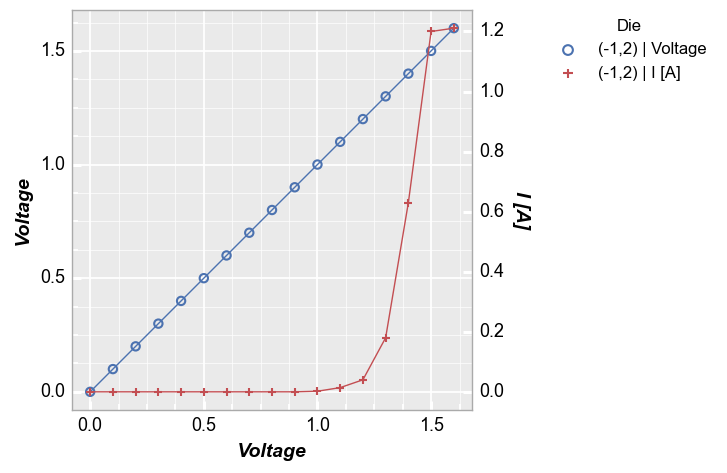 Die
(-1,2) | Voltage
(-1,2) | I [A]
Voltage
1.5
1.0
0.5
0.0
1.2
1.0
0.8
0.6
0.4
0.2
0.0
I [A]
0.0 0.5 1.0 1.5
Voltage